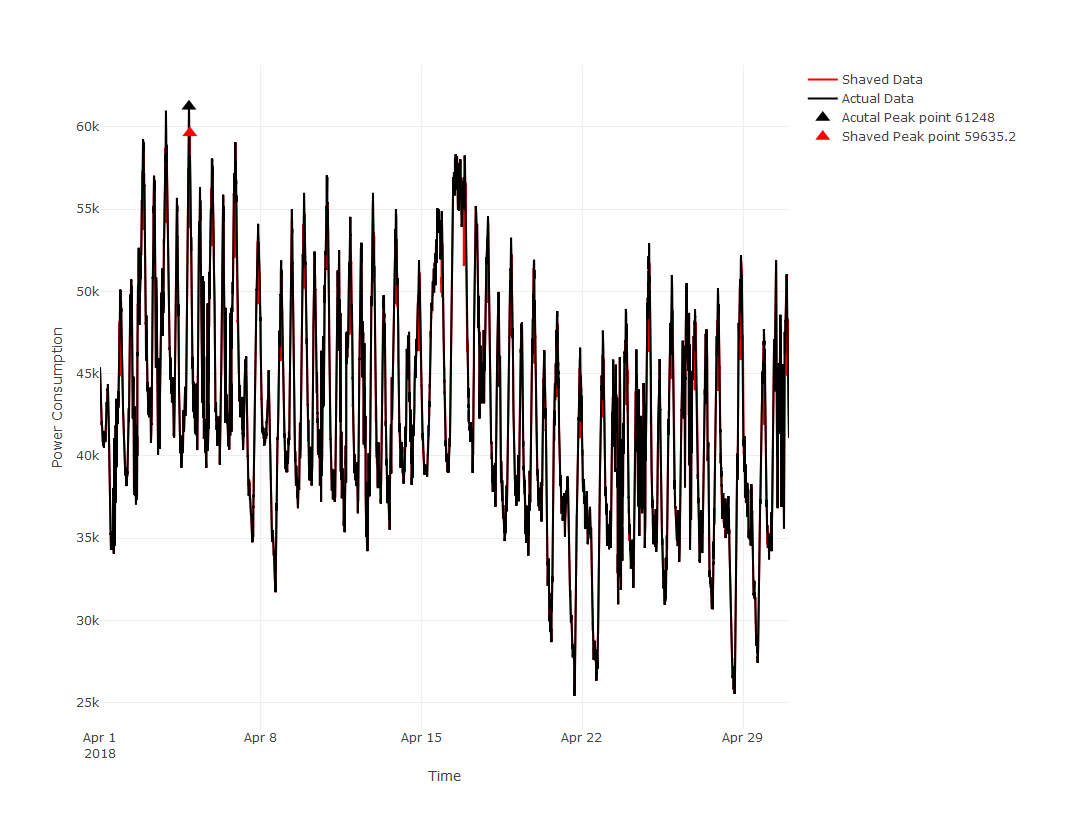 Shaved Data
Actual Data
Acutal Peak point 61248
Shaved Peak point 59635.2
60k
55k
50k
45k
40k
35k
30k
25k
Power Consumption
Apr 1
2018
Apr 8
Apr 15
Apr 22
Apr 29
Time